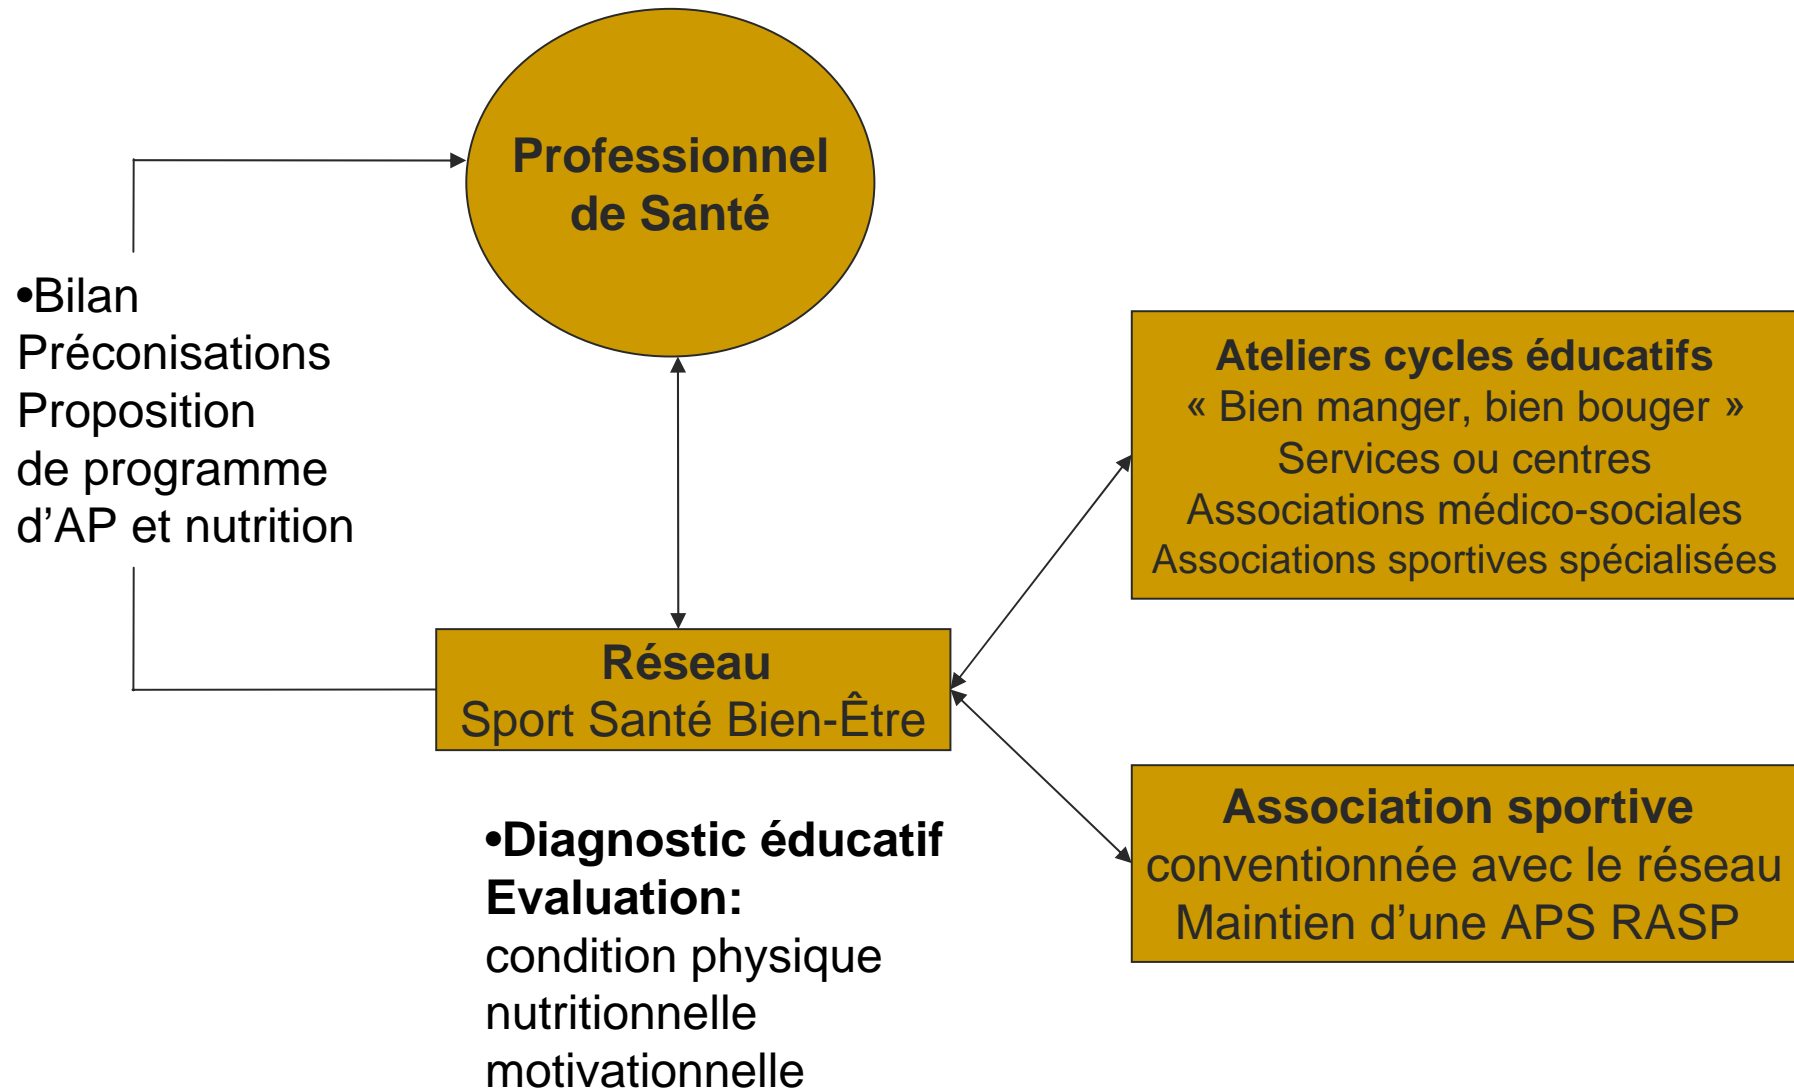 Professionnel
de Santé
•Bilan
Préconisations
Proposition
de programme
d’AP et nutrition
Ateliers cycles éducatifs
« Bien manger, bien bouger »
Services ou centres
Associations médico-sociales
Associations sportives spécialisées
Réseau
Sport Santé Bien-Être
Association sportive
conventionnée avec le réseau
Maintien d’une APS RASP
•Diagnostic éducatif
Evaluation:
condition physique
nutritionnelle
motivationnelle